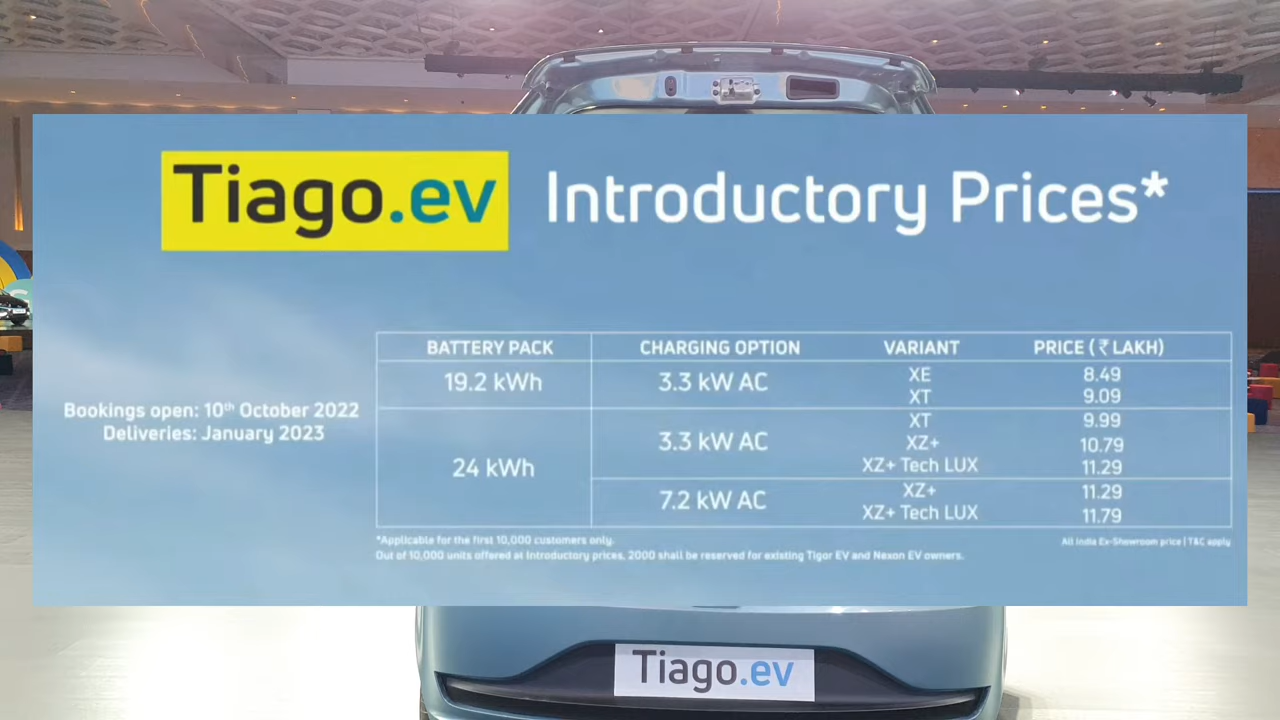 Tiago.ev Introductory Prices*
BATTERY PACK CHARGING OPTION VARIANT PRICE (₹ LAKH)
19.2 kWh 3.3 kW AC XE 8.49
XT 9.09
Bookings open: 10th October 2022
Deliveries: January 2023
24 kWh 3.3 kW AC XT 9.99
XZ+ 10.79
XZ+ Tech LUX 11.29
7.2 kW AC XZ+ 11.29
XZ+ Tech LUX 11.79
*Applicable for the first 10,000 customers only.
Out of 10,000 units offered at Introductory prices, 2000 shall be reserved for existing Tigor EV and Nexon EV owners.
All India Ex-Showroom price | T&C apply
Tiago.ev